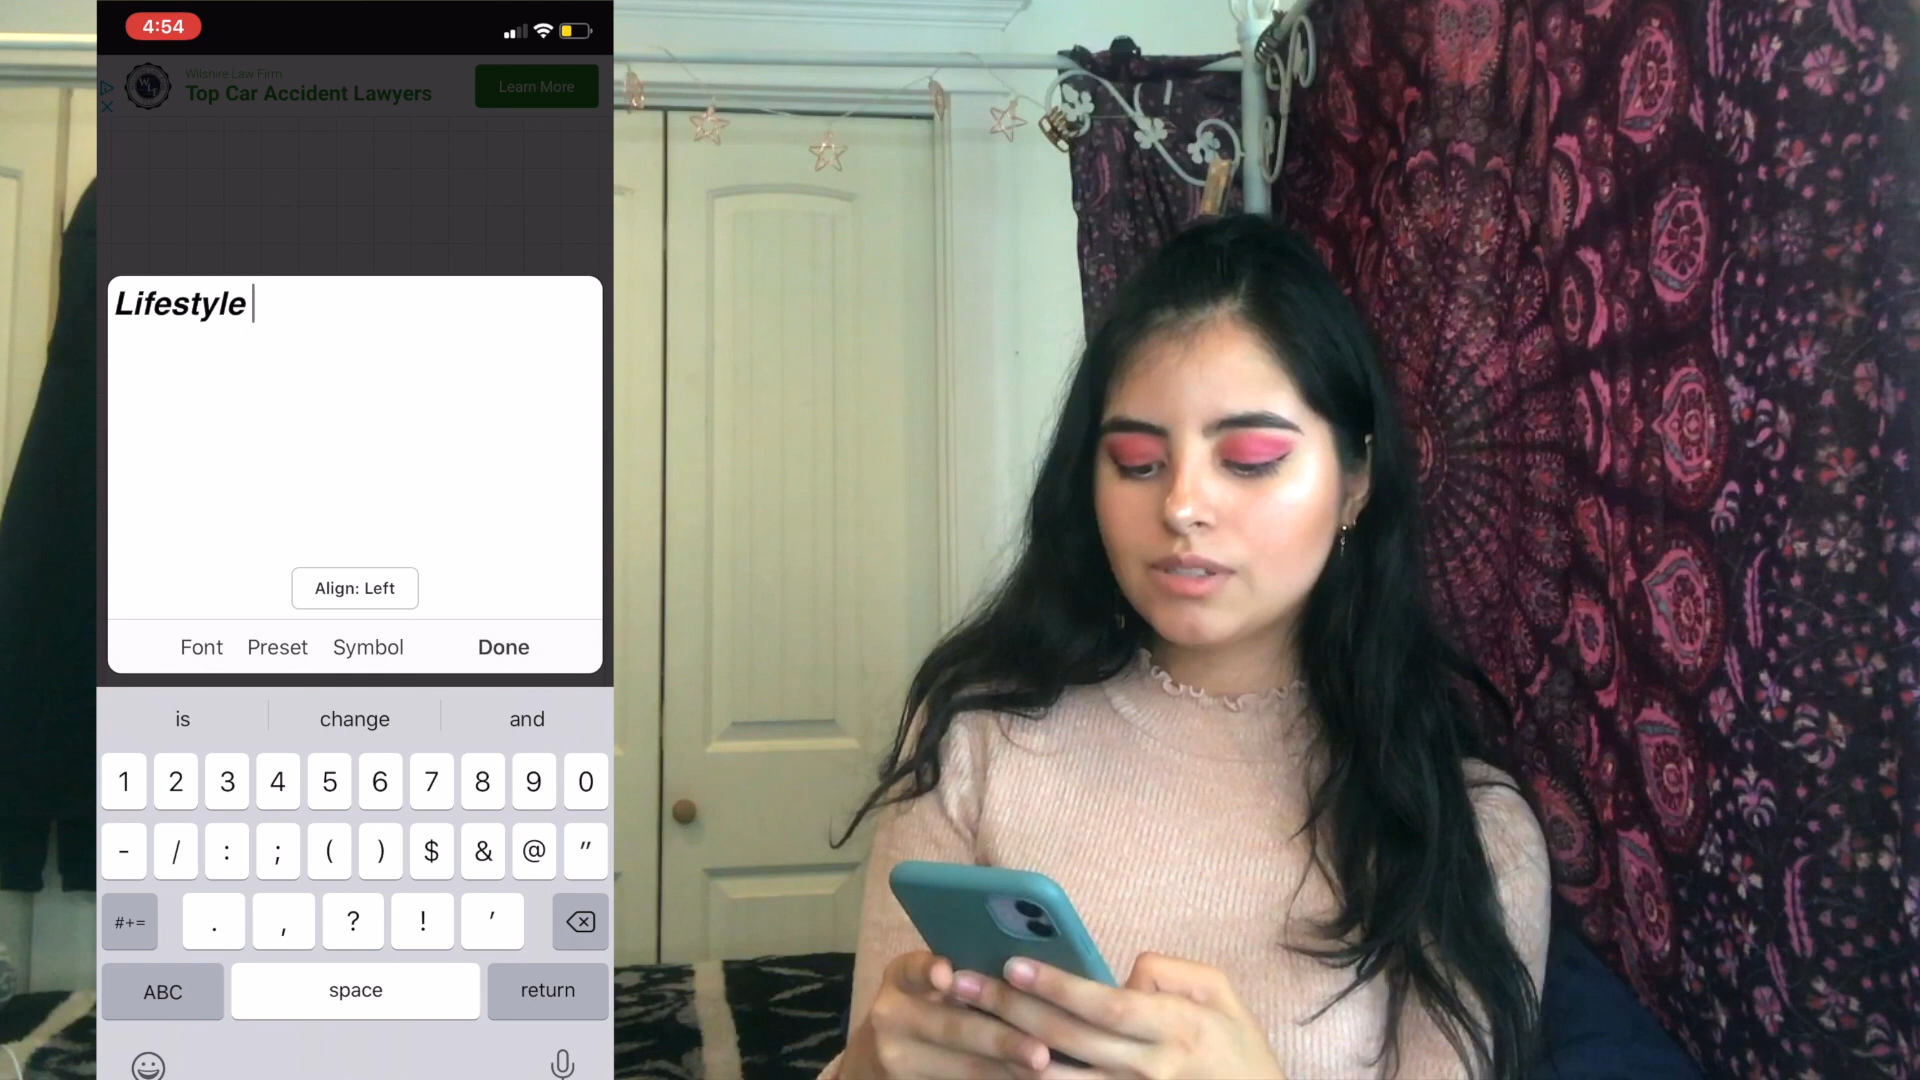 4:54
Wilshire Law Firm
Top Car Accident Lawyers
Learn More
WLF
Lifestyle
Align: Left
Font Preset Symbol Done
is change and
1 2 3 4 5 6 7 8 9 0
- / : ; ( ) $ & @ "
#+= . , ? ! '
ABC space return